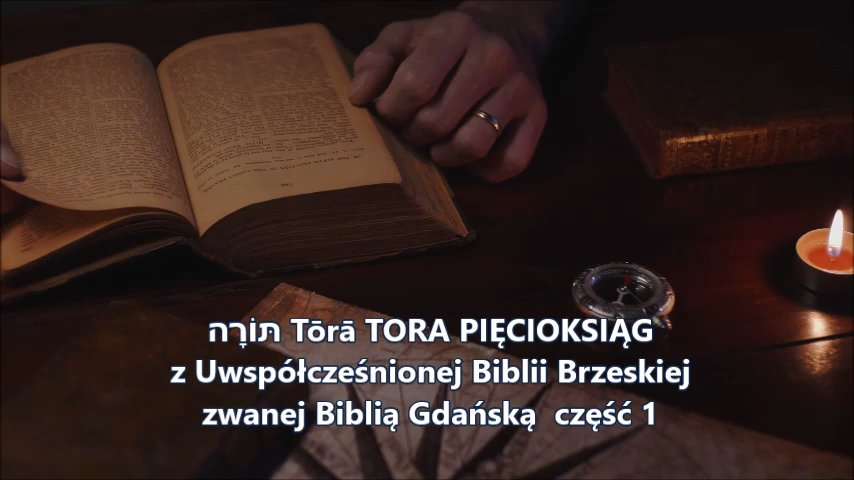 תּוֹרָה Tōrā TORA PIĘCIOKSIĄG
z Uwspółcześnionej Biblii Brzeskiej
zwanej Biblią Gdańską część 1